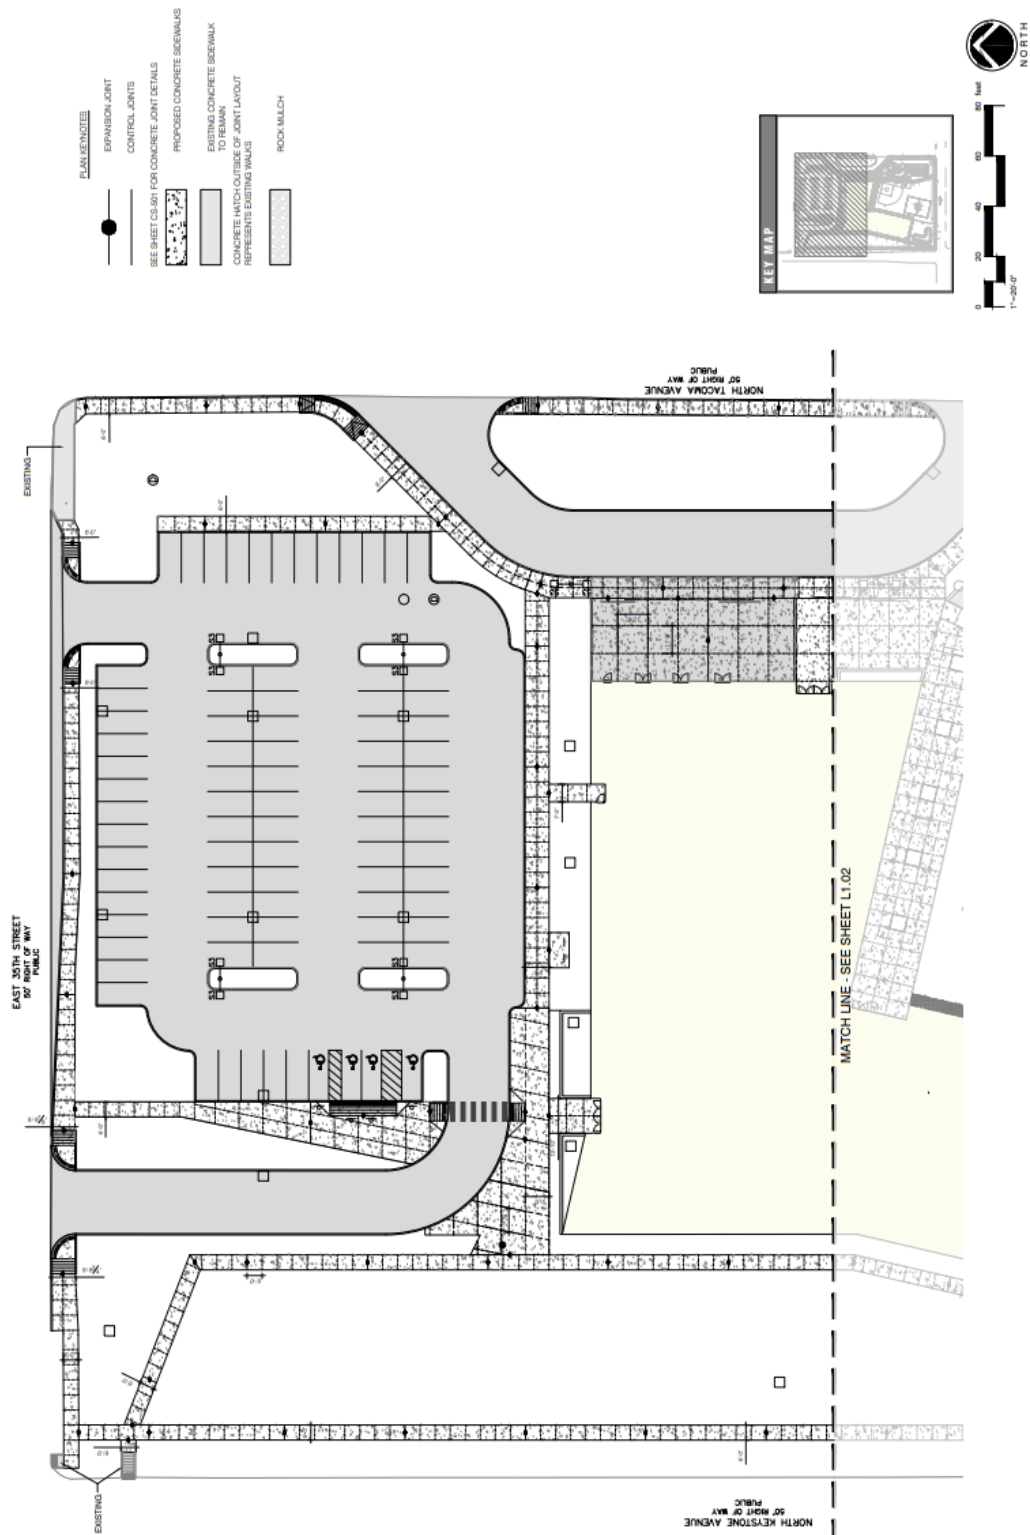 PLAN KEYNOTES
EXPANSION JOINT
CONTROL JOINTS
SEE SHEET CS-501 FOR CONCRETE JOINT DETAILS
PROPOSED CONCRETE SIDEWALKS
EXISTING CONCRETE SIDEWALK
TO REMAIN
CONCRETE HATCH OUTSIDE OF JOINT LAYOUT
REPRESENTS EXISTING WALKS
ROCK MULCH
KEY MAP
NORTH
0 20 40 60 80 feet
1"=20'-0"
NORTH TACOMA AVENUE
50' RIGHT OF WAY
PUBLIC
EXISTING
EAST 35TH STREET
50' RIGHT OF WAY
PUBLIC
MATCH LINE - SEE SHEET L1.02
EXISTING
NORTH KEYSTONE AVENUE
50' RIGHT OF WAY
PUBLIC